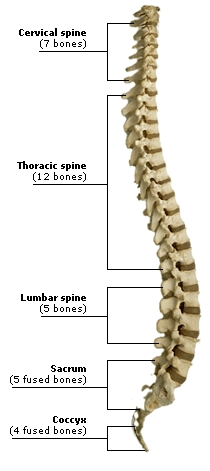 Cervical spine
(7 bones)
Thoracic spine
(12 bones)
Lumbar spine
(5 bones)
Sacrum
(5 fused bones)
Coccyx
(4 fused bones)